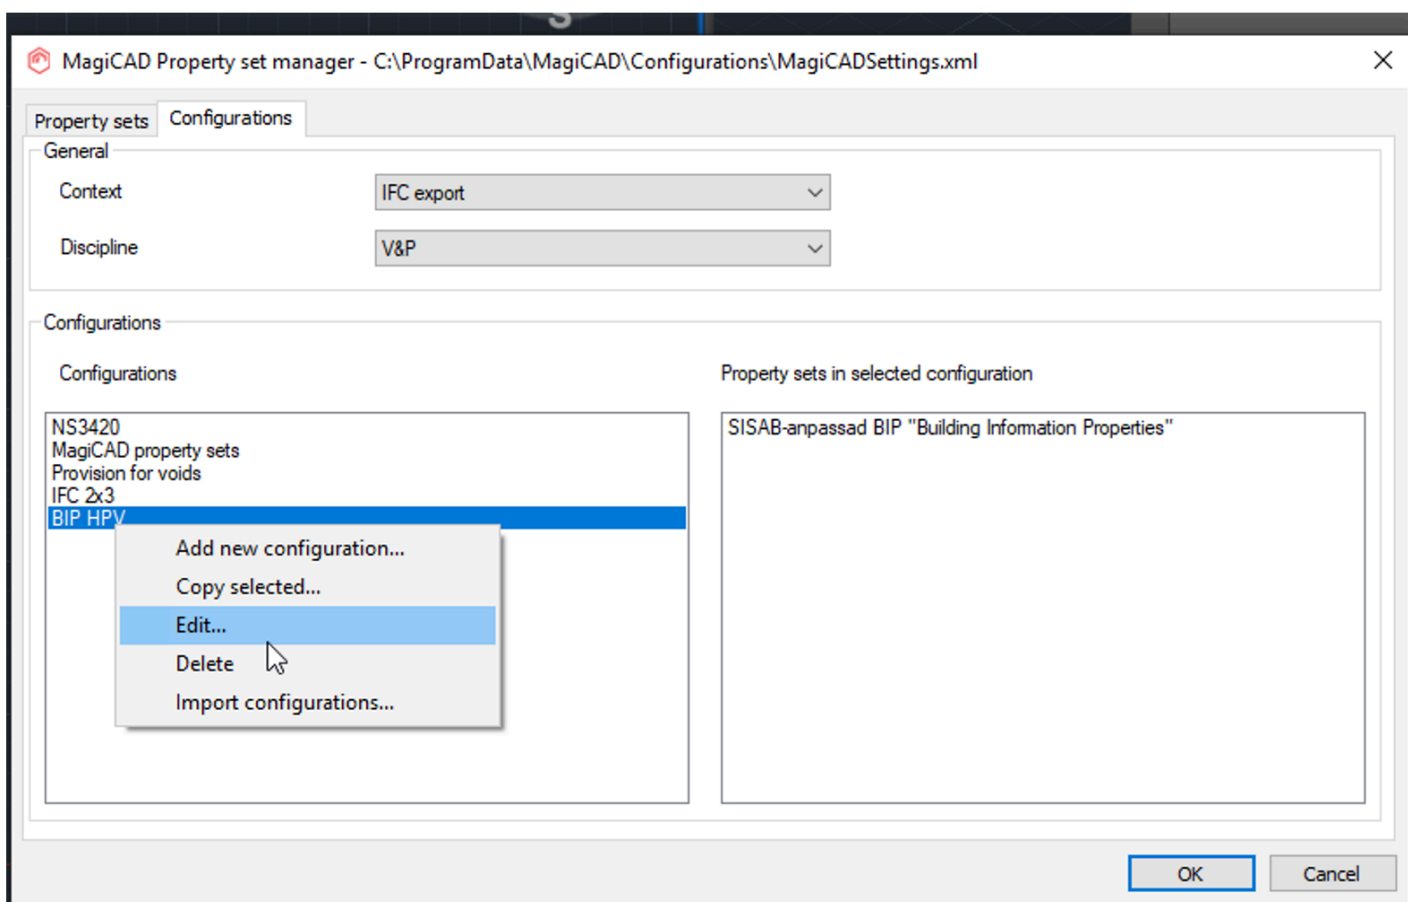 S
MagiCAD Property set manager - C:\ProgramData\MagiCAD\Configurations\MagiCADSettings.xml
Property sets
Configurations
General
Context
IFC export
Discipline
V&P
Configurations
Configurations
Property sets in selected configuration
NS3420
MagiCAD property sets
Provision for voids
IFC 2x3
BIP HPV
SISAB-anpassad BIP "Building Information Properties"
Add new configuration...
Copy selected...
Edit...
Delete
Import configurations...
OK
Cancel